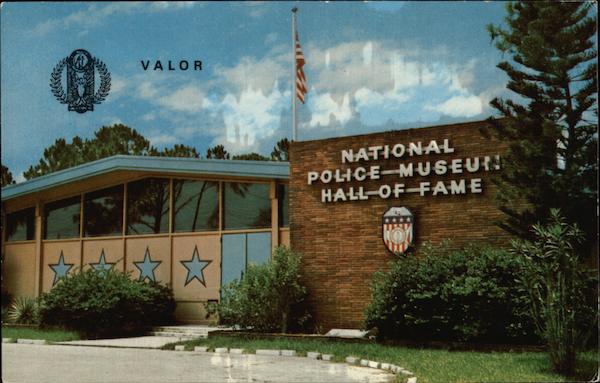 VALOR
NATIONAL
POLICE MUSEUM
HALL OF FAME